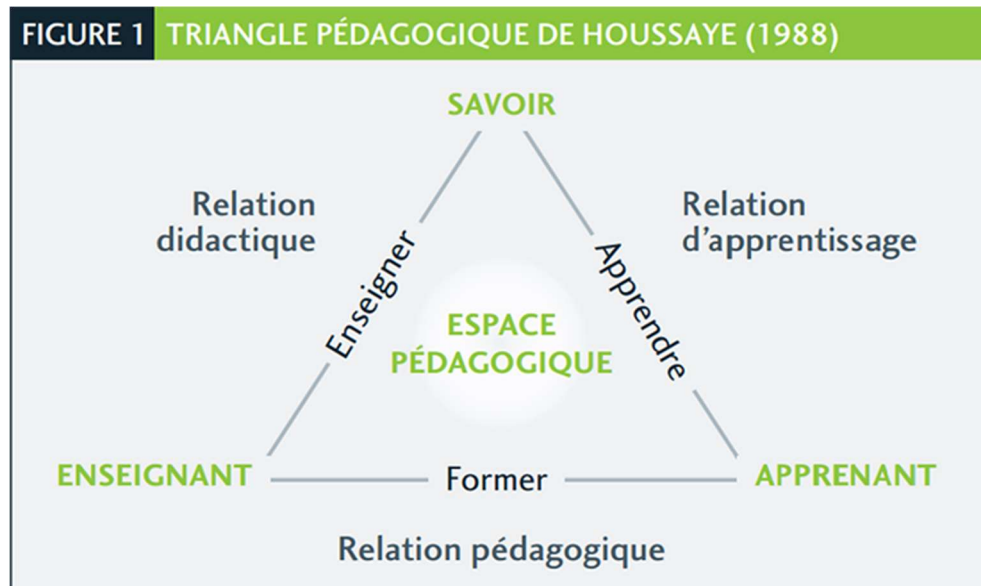 FIGURE 1 TRIANGLE PÉDAGOGIQUE DE HOUSSAYE (1988)
SAVOIR
Relation
didactique
Relation
d’apprentissage
Enseigner
Apprendre
ESPACE
PÉDAGOGIQUE
ENSEIGNANT
Former
APPRENANT
Relation pédagogique